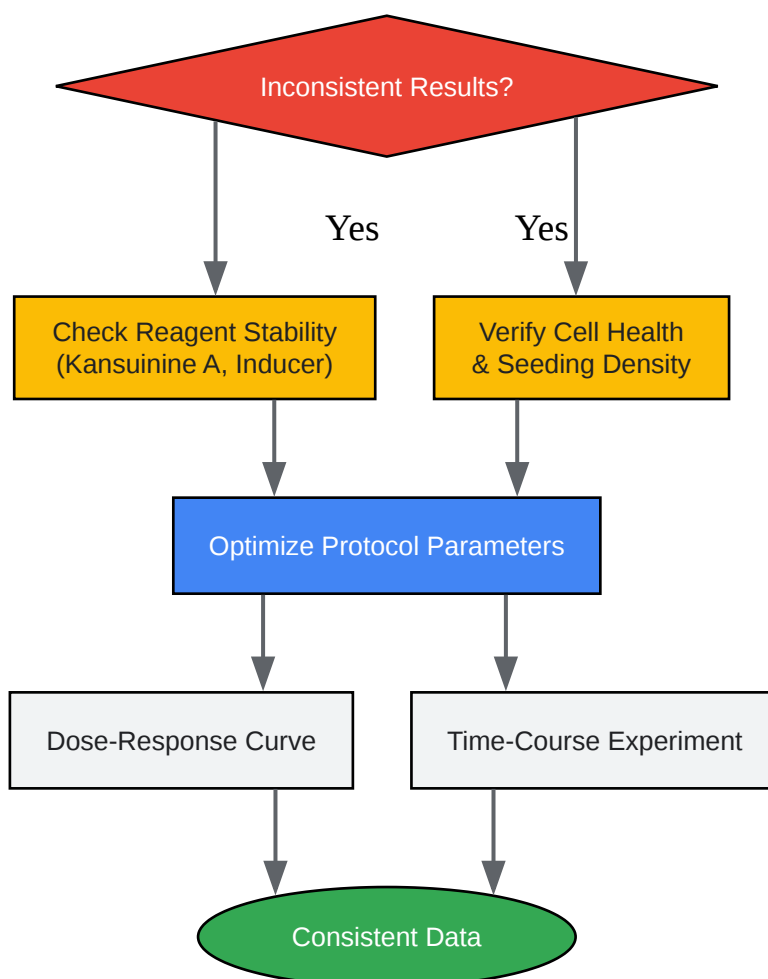 Inconsistent Results?
Yes
Yes
Check Reagent Stability
(Kansuinine A, Inducer)
Verify Cell Health
& Seeding Density
Optimize Protocol Parameters
Dose-Response Curve
Time-Course Experiment
Consistent Data